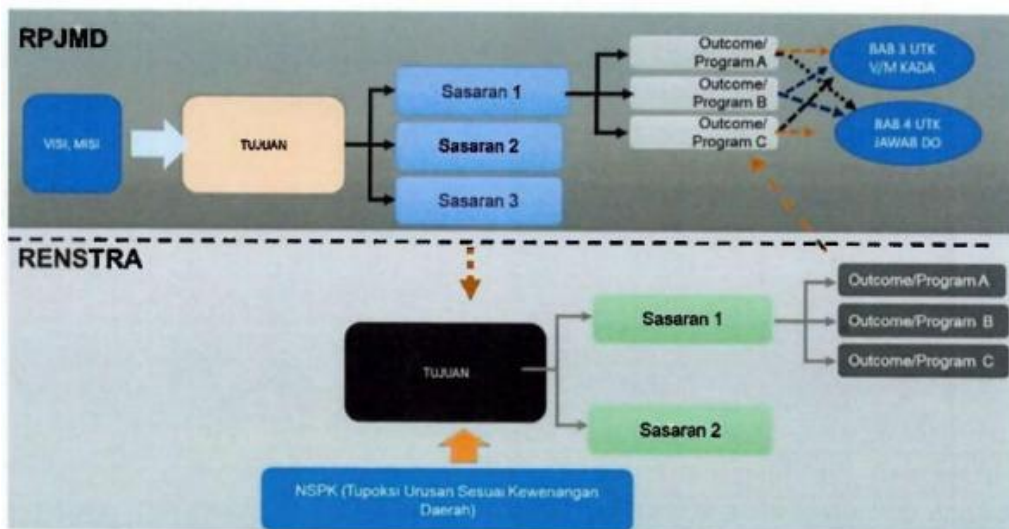 RPJMD
VISI, MISI
TUJUAN
Sasaran 1
Sasaran 2
Sasaran 3
Outcome/
Program A
Outcome/
Program B
Outcome/
Program C
BAB 3 UTK
V/M KADA
BAB 4 UTK
JAWAB DO
RENSTRA
TUJUAN
Sasaran 1
Sasaran 2
Outcome/Program A
Outcome/Program B
Outcome/Program C
NSPK (Tupoksi Urusan Sesuai Kewenangan
Daerah)